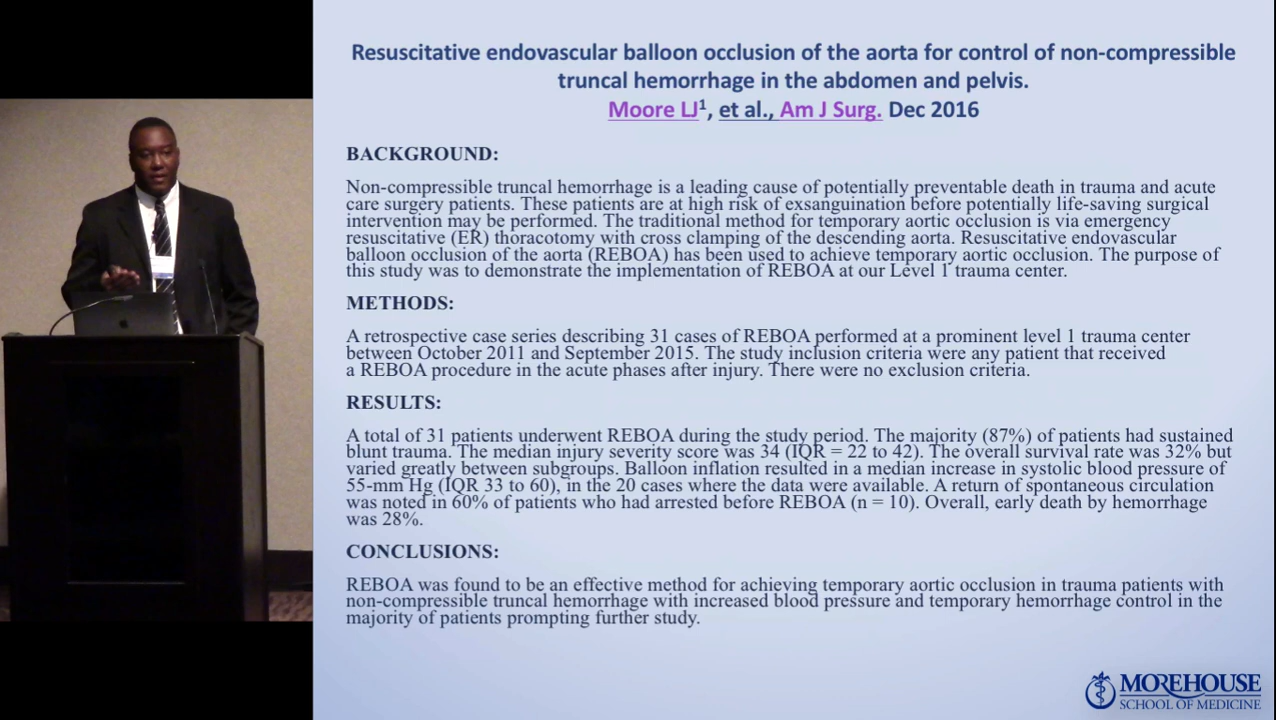 Resuscitative endovascular balloon occlusion of the aorta for control of non-compressible
truncal hemorrhage in the abdomen and pelvis.
Moore LJ1, et al., Am J Surg. Dec 2016
BACKGROUND:
Non-compressible truncal hemorrhage is a leading cause of potentially preventable death in trauma and acute
care surgery patients. These patients are at high risk of exsanguination before potentially life-saving surgical
intervention may be performed. The traditional method for temporary aortic occlusion is via emergency
resuscitative (ER) thoracotomy with cross clamping of the descending aorta. Resuscitative endovascular
balloon occlusion of the aorta (REBOA) has been used to achieve temporary aortic occlusion. The purpose of
this study was to demonstrate the implementation of REBOA at our Level 1 trauma center.
METHODS:
A retrospective case series describing 31 cases of REBOA performed at a prominent level 1 trauma center
between October 2011 and September 2015. The study inclusion criteria were any patient that received
a REBOA procedure in the acute phases after injury. There were no exclusion criteria.
RESULTS:
A total of 31 patients underwent REBOA during the study period. The majority (87%) of patients had sustained
blunt trauma. The median injury severity score was 34 (IQR = 22 to 42). The overall survival rate was 32% but
varied greatly between subgroups. Balloon inflation resulted in a median increase in systolic blood pressure of
55-mm Hg (IQR 33 to 60), in the 20 cases where the data were available. A return of spontaneous circulation
was noted in 60% of patients who had arrested before REBOA (n = 10). Overall, early death by hemorrhage
was 28%.
CONCLUSIONS:
REBOA was found to be an effective method for achieving temporary aortic occlusion in trauma patients with
non-compressible truncal hemorrhage with increased blood pressure and temporary hemorrhage control in the
majority of patients prompting further study.
MOREHOUSE
SCHOOL OF MEDICINE